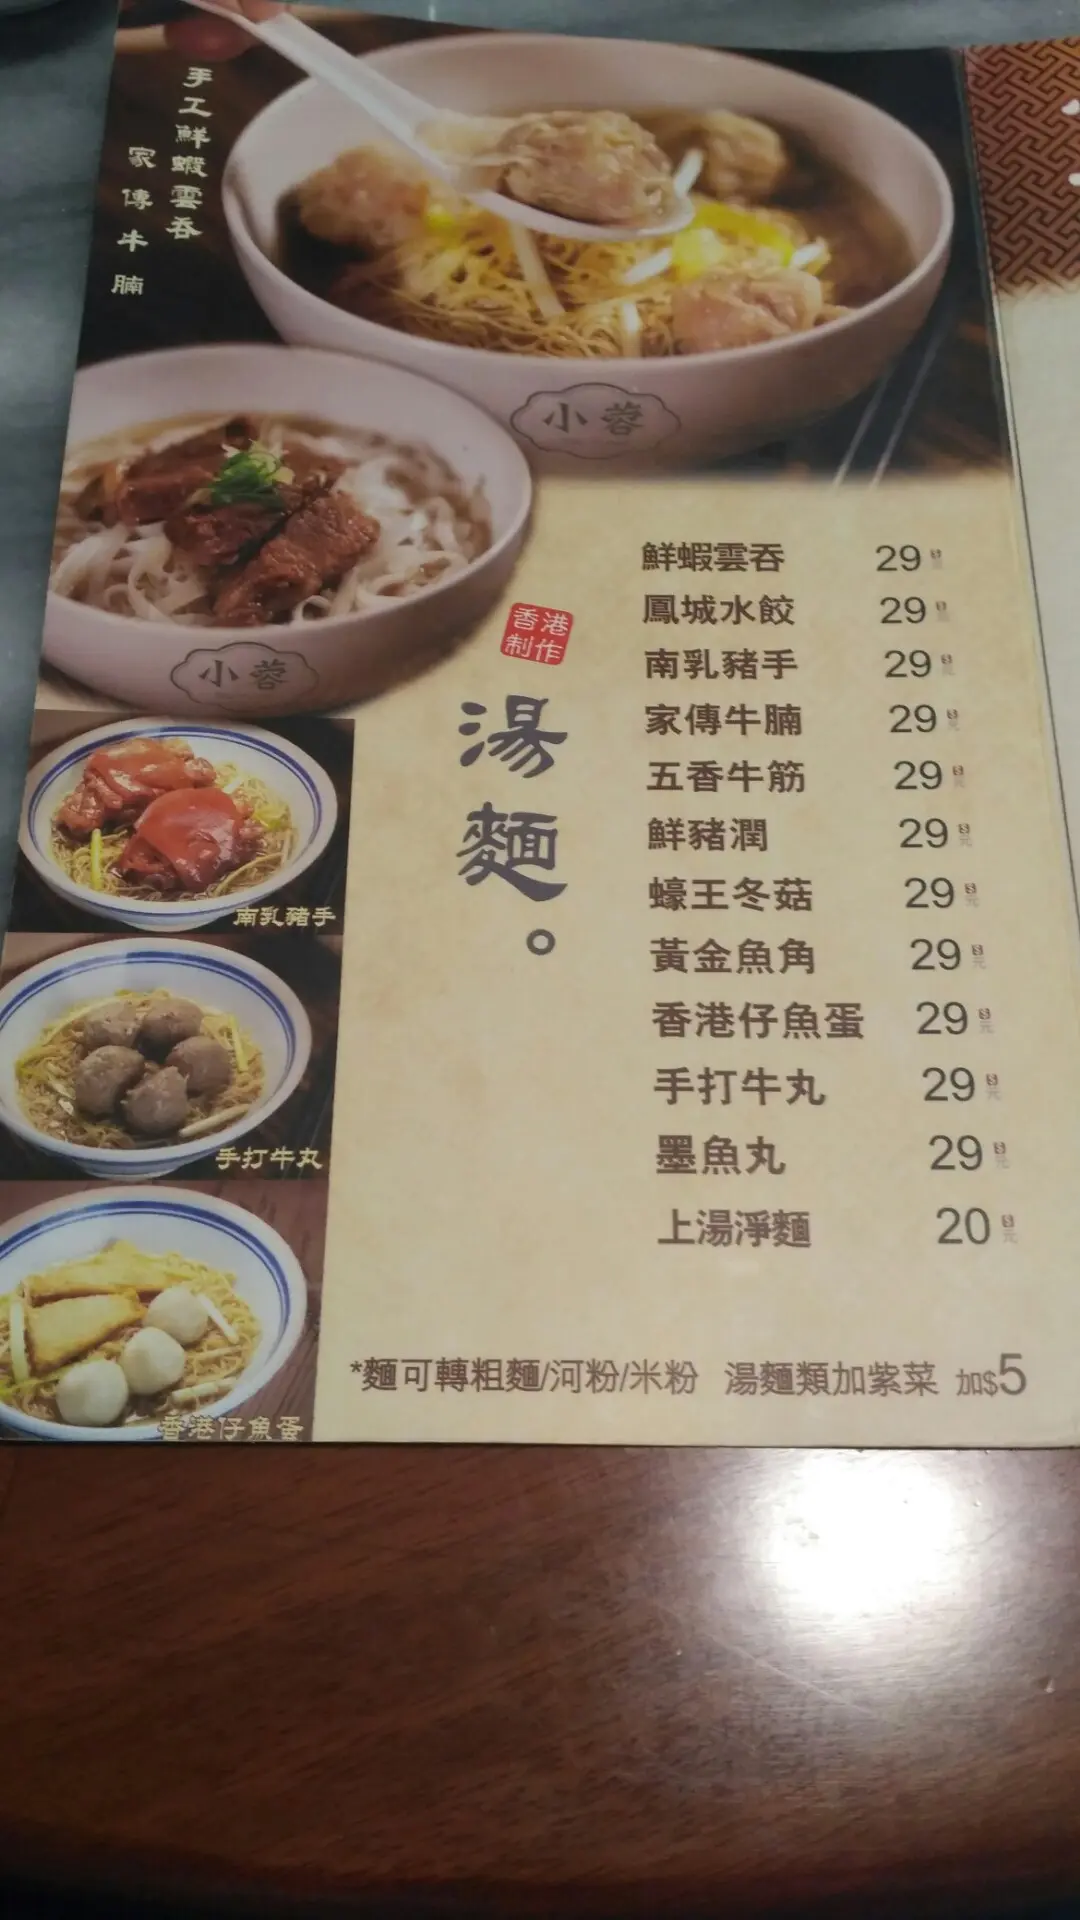 手工鮮蝦雲吞
家傳牛腩
小蓉
小蓉
香港
制作
湯麵。
鮮蝦雲吞 29
鳳城水餃 29
南乳豬手 29
家傳牛腩 29
五香牛筋 29
鮮豬潤 29
蠔王冬菇 29
黃金魚角 29
香港仔魚蛋 29
手打牛丸 29
墨魚丸 29
上湯淨麵 20
南乳豬手
手打牛丸
香港仔魚蛋
*麵可轉粗麵/河粉/米粉 湯麵類加紫菜 加$5